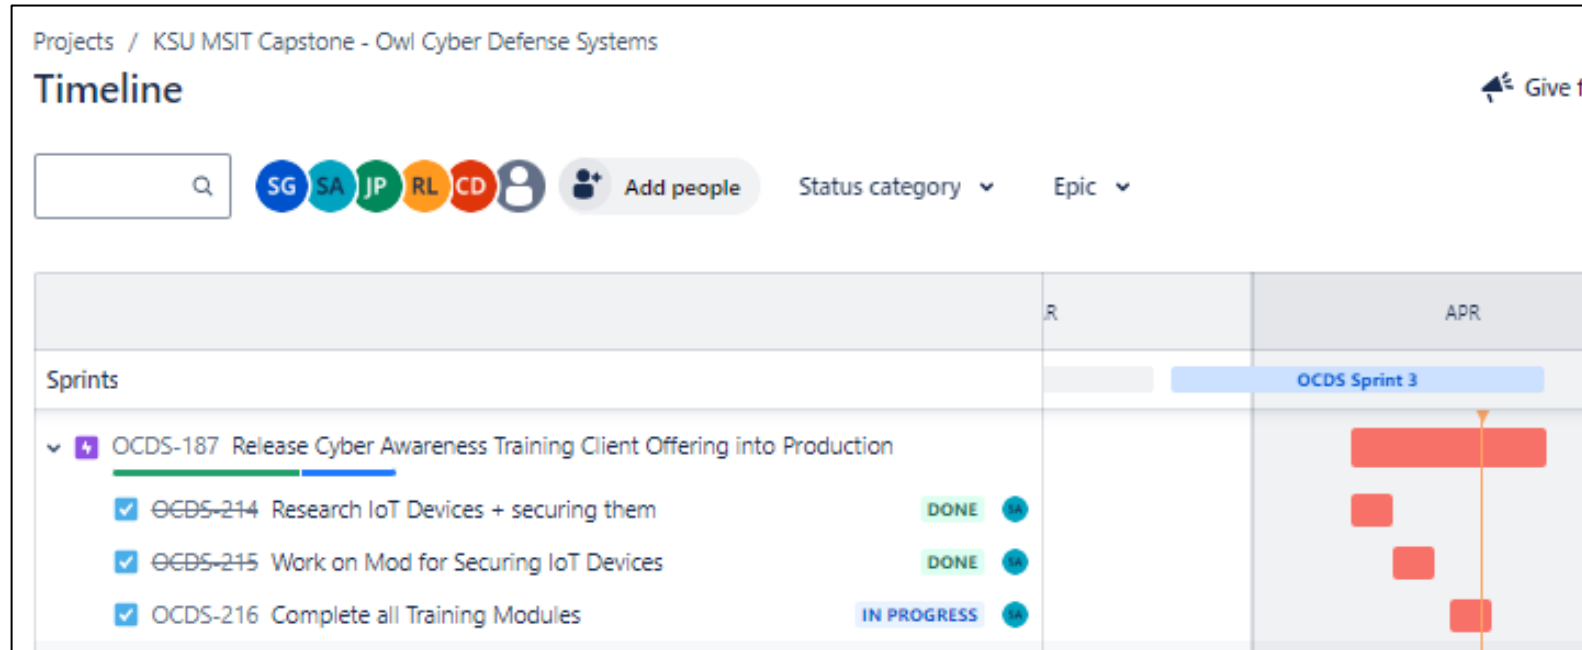 Projects / KSU MSIT Capstone - Owl Cyber Defense Systems
Timeline
Give
SG SA JP RL CD Add people Status category Epic
APR
Sprints OCDS Sprint 3
OCDS-187 Release Cyber Awareness Training Client Offering into Production
OCDS-214 Research IoT Devices + securing them DONE SA
OCDS-215 Work on Mod for Securing IoT Devices DONE SA
OCDS-216 Complete all Training Modules IN PROGRESS SA